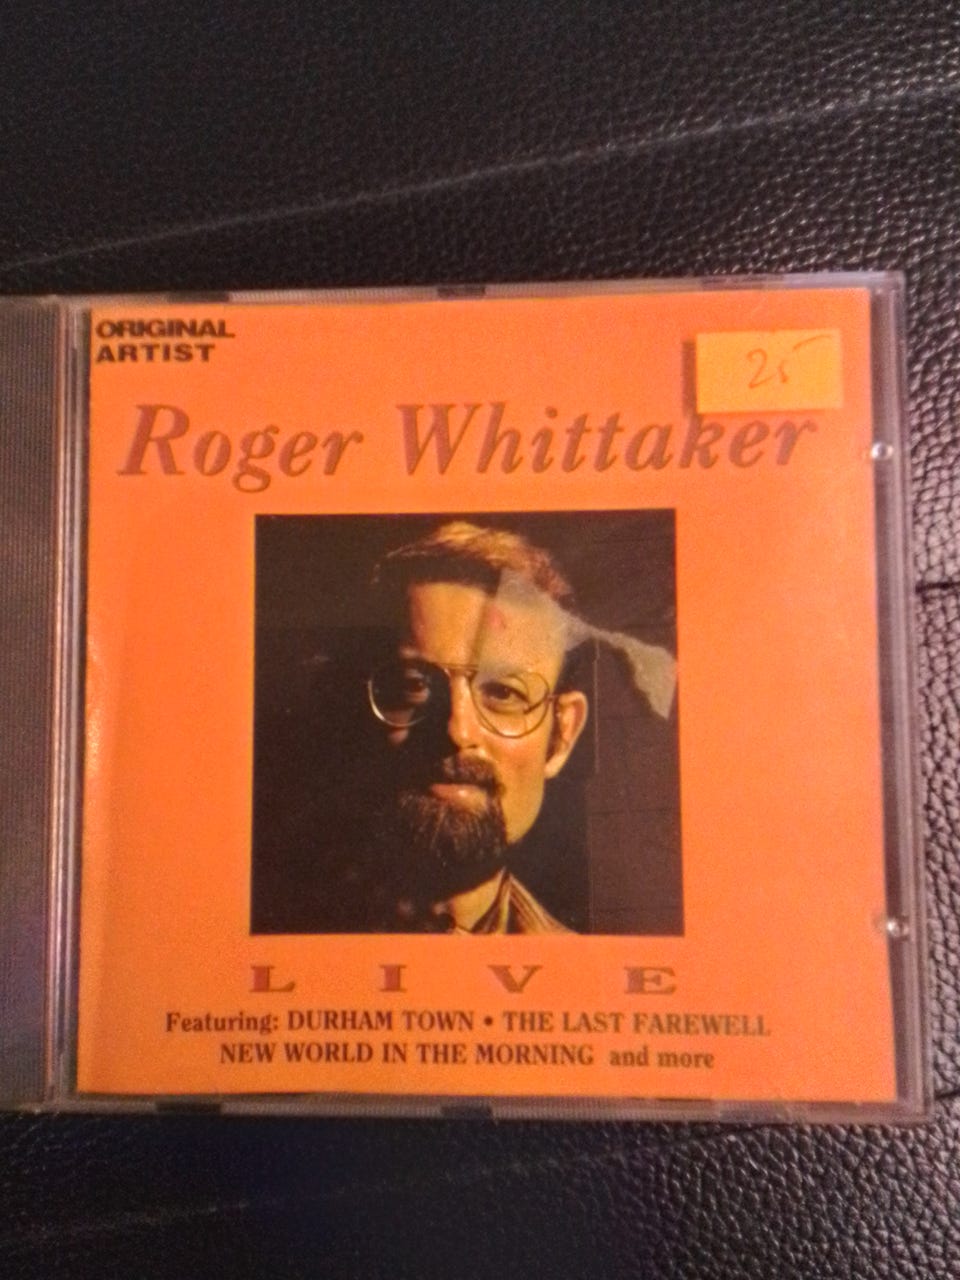 ORIGINAL
ARTIST
25
Roger Whittaker
LIVE
Featuring: DURHAM TOWN • THE LAST FAREWELL
NEW WORLD IN THE MORNING and more